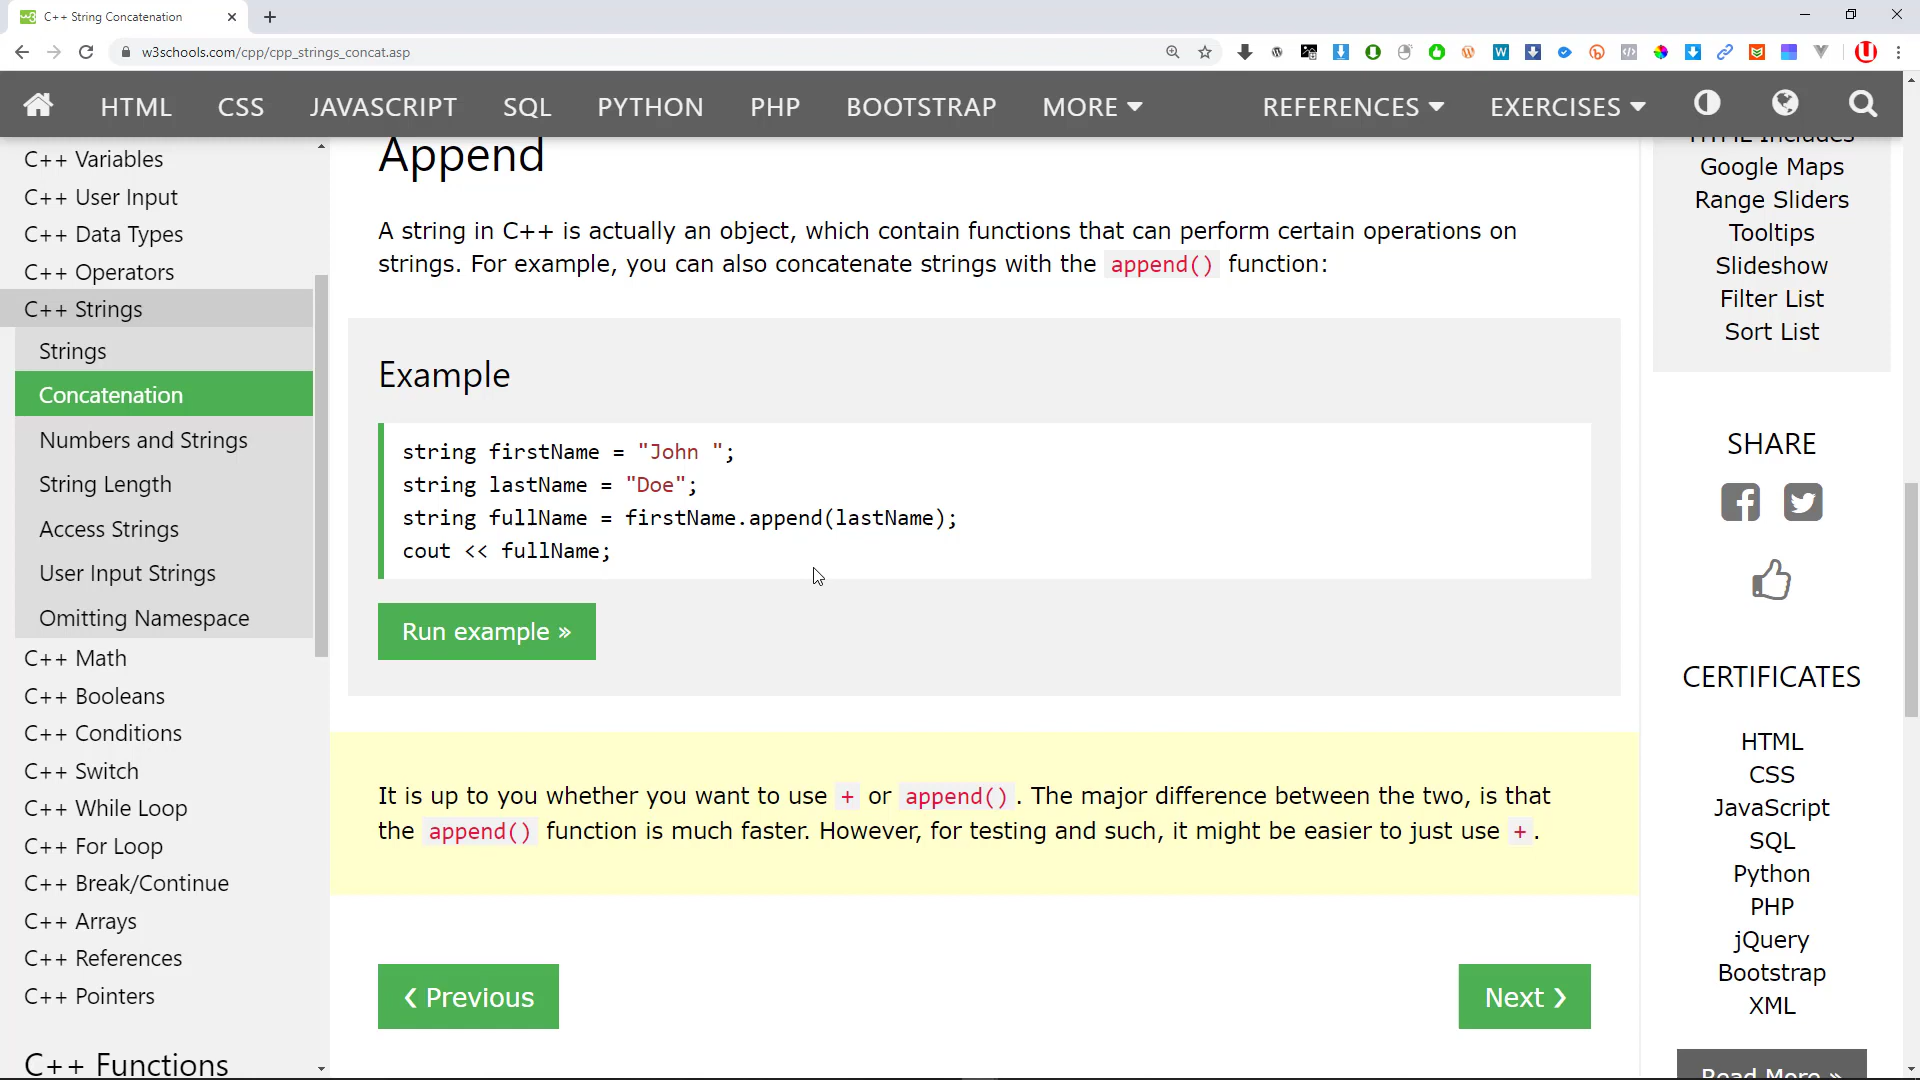 C++ String Concatenation
w3schools.com/cpp/cpp_strings_concat.asp
HTML CSS JAVASCRIPT SQL PYTHON PHP BOOTSTRAP MORE REFERENCES EXERCISES
C++ Variables
C++ User Input
C++ Data Types
C++ Operators
C++ Strings
Strings
Concatenation
Numbers and Strings
String Length
Access Strings
User Input Strings
Omitting Namespace
C++ Math
C++ Booleans
C++ Conditions
C++ Switch
C++ While Loop
C++ For Loop
C++ Break/Continue
C++ Arrays
C++ References
C++ Pointers
C++ Functions
Append
A string in C++ is actually an object, which contain functions that can perform certain operations on
strings. For example, you can also concatenate strings with the append() function:
Example
string firstName = "John ";
string lastName = "Doe";
string fullName = firstName.append(lastName);
cout << fullName;
Run example »
It is up to you whether you want to use + or append(). The major difference between the two, is that
the append() function is much faster. However, for testing and such, it might be easier to just use +.
❮ Previous
Next ❯
HTML Includes
Google Maps
Range Sliders
Tooltips
Slideshow
Filter List
Sort List
SHARE
CERTIFICATES
HTML
CSS
JavaScript
SQL
Python
PHP
jQuery
Bootstrap
XML
Read More »